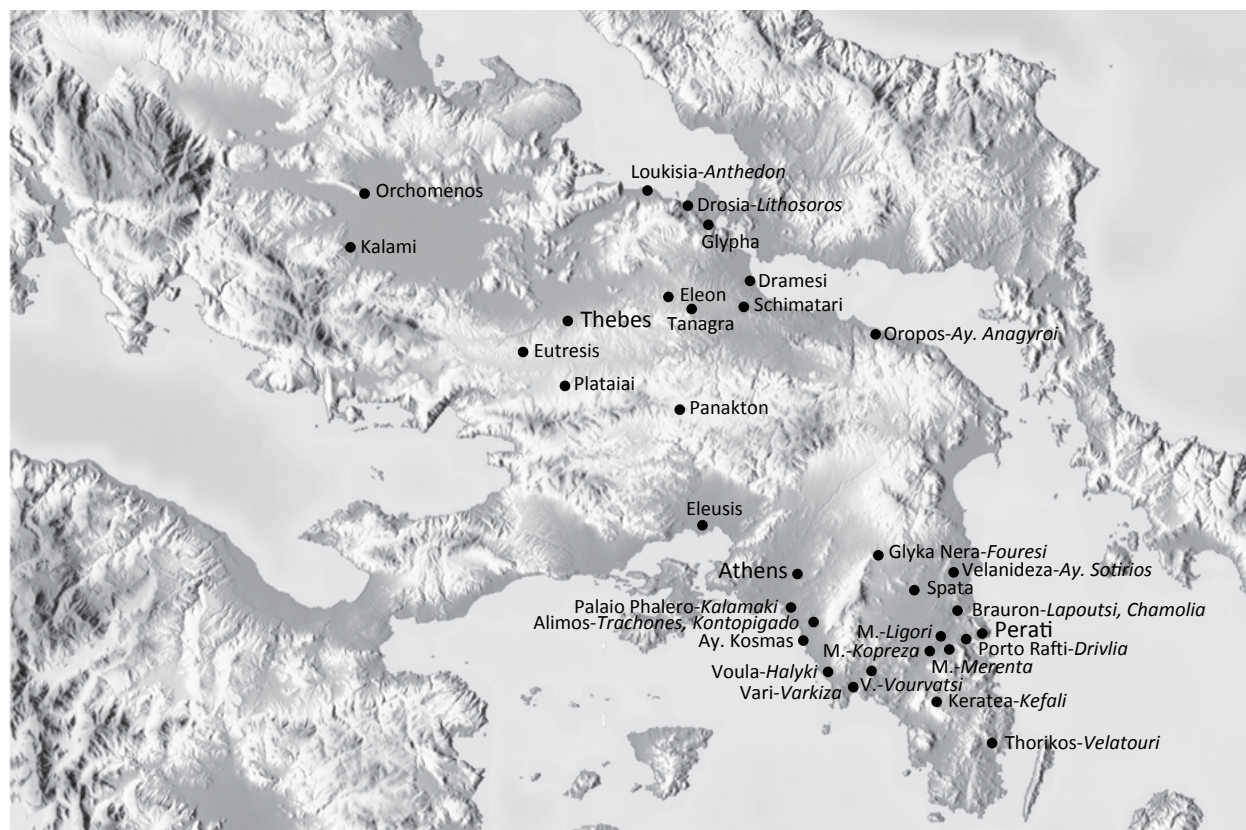 Loukisia-Anthedon
Orchomenos
Drosia-Lithosoros
Glypha
Kalami
Dramesi
Eleon
Schimatari
Tanagra
Thebes
Oropos-Ay. Anagyroi
Eutresis
Plataiai
Panakton
Eleusis
Glyka Nera-Fouresi
Athens
Velanideza-Ay. Sotirios
Spata
Palaio Phalero-Kalamaki
Brauron-Lapoutsi, Chamolia
Alimos-Trachones, Kontopigado
M.-Ligori
Perati
Ay. Kosmas
M.-Kopreza
Porto Rafti-Drivlia
M.-Merenta
Voula-Halyki
V.-Vourvatsi
Vari-Varkiza
Keratea-Kefali
Thorikos-Velatouri